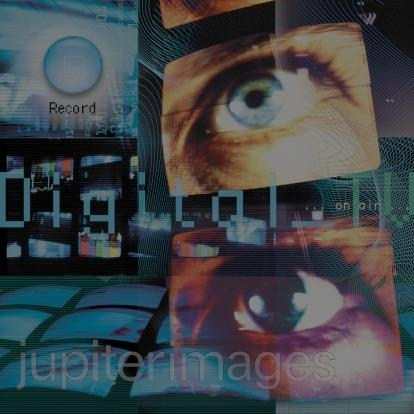 Record
Digital TV
... on air
jupiterimages